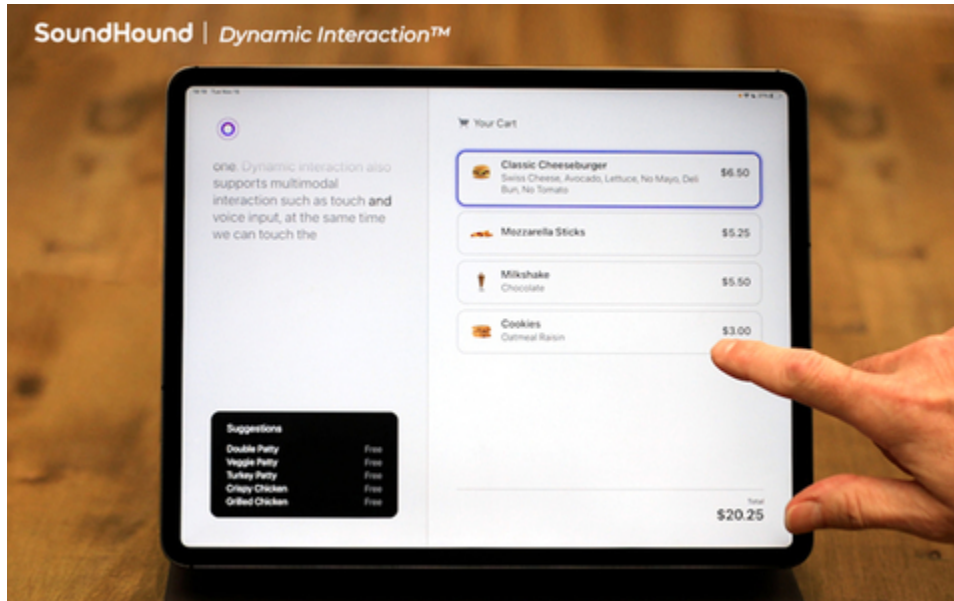 SoundHound | Dynamic Interaction™
Tue Nov 15
one. Dynamic interaction also
supports multimodal
interaction such as touch and
voice input, at the same time
we can touch the
Suggestions
Double Patty Free
Veggie Patty Free
Turkey Patty Free
Crispy Chicken Free
Grilled Chicken Free
Your Cart
Classic Cheeseburger
$6.50
Swiss Cheese, Avocado, Lettuce, No Mayo, Deli
Bun, No Tomato
Mozzarella Sticks $5.25
Milkshake
$5.50
Chocolate
Cookies
$3.00
Oatmeal Raisin
Total
$20.25